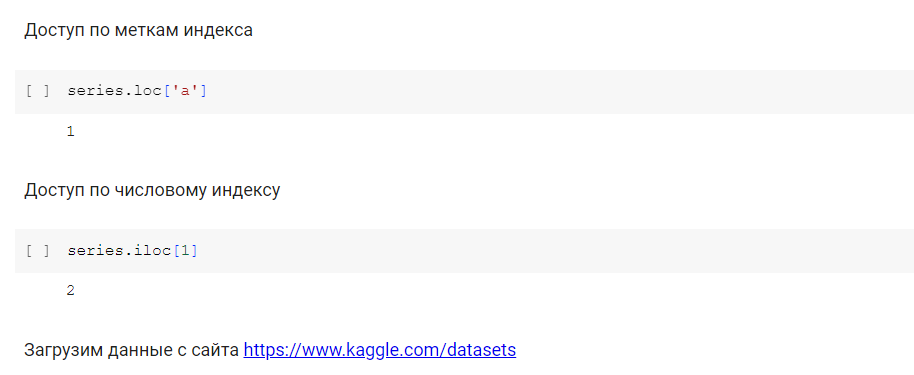 Доступ по меткам индекса
[ ] series.loc['a']
1
Доступ по числовому индексу
[ ] series.iloc[1]
2
Загрузим данные с сайта https://www.kaggle.com/datasets